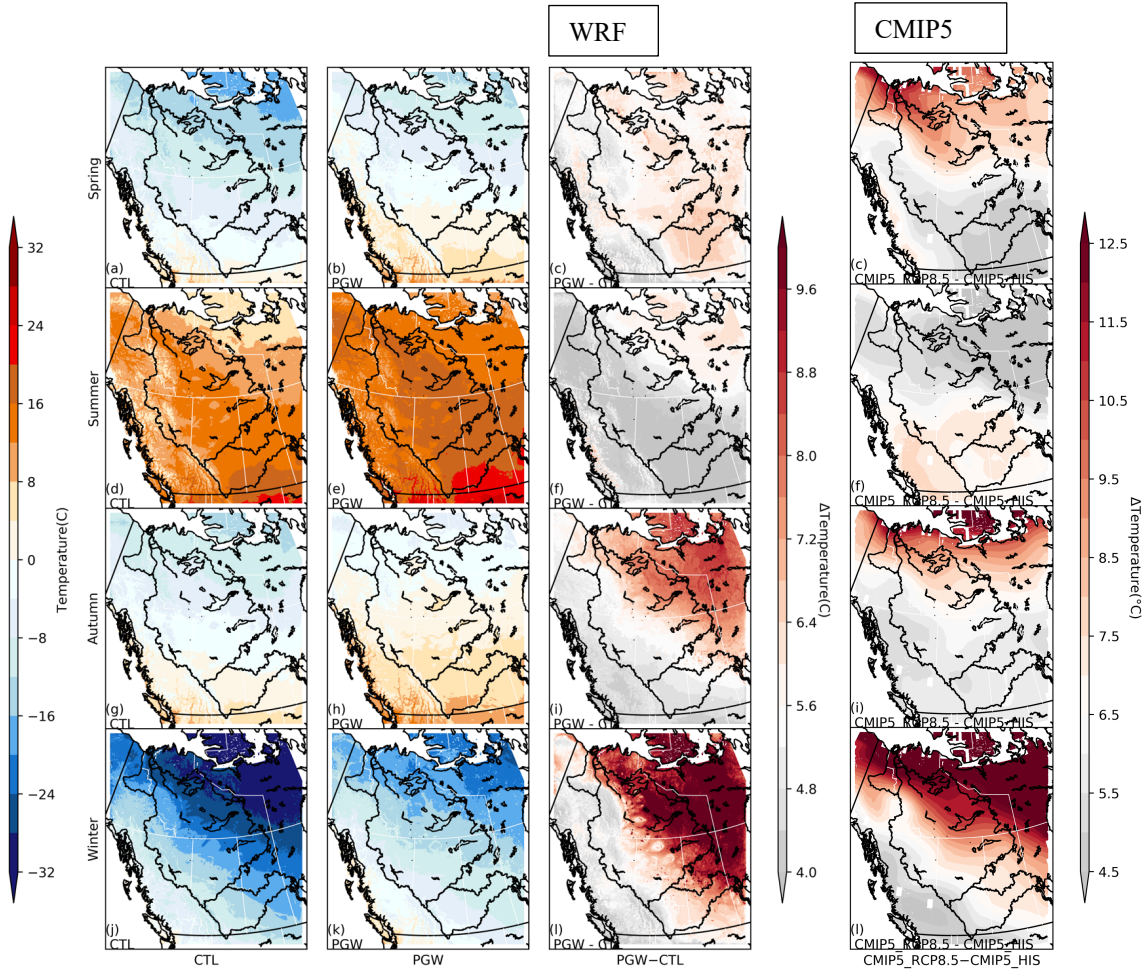 WRF
CMIP5
Spring
(a)
CTL
(b)
PGW
(c)
PGW - CTL
(c)
CMIP5_RCP8.5 - CMIP5_HIS
Summer
(d)
CTL
(e)
PGW
(f)
PGW - CTL
(f)
CMIP5_RCP8.5 - CMIP5_HIS
Autumn
(g)
CTL
(h)
PGW
(i)
PGW - CTL
(i)
CMIP5_RCP8.5 - CMIP5_HIS
Winter
(j)
CTL
(k)
PGW
(l)
PGW - CTL
(l)
CMIP5_RCP8.5 - CMIP5_HIS
CTL
PGW
PGW−CTL
CMIP5_RCP8.5−CMIP5_HIS
32
24
16
8
0
−8
−16
−24
−32
Temperature(C)
9.6
8.8
8.0
7.2
6.4
5.6
4.8
4.0
ΔTemperature(C)
12.5
11.5
10.5
9.5
8.5
7.5
6.5
5.5
4.5
ΔTemperature(°C)